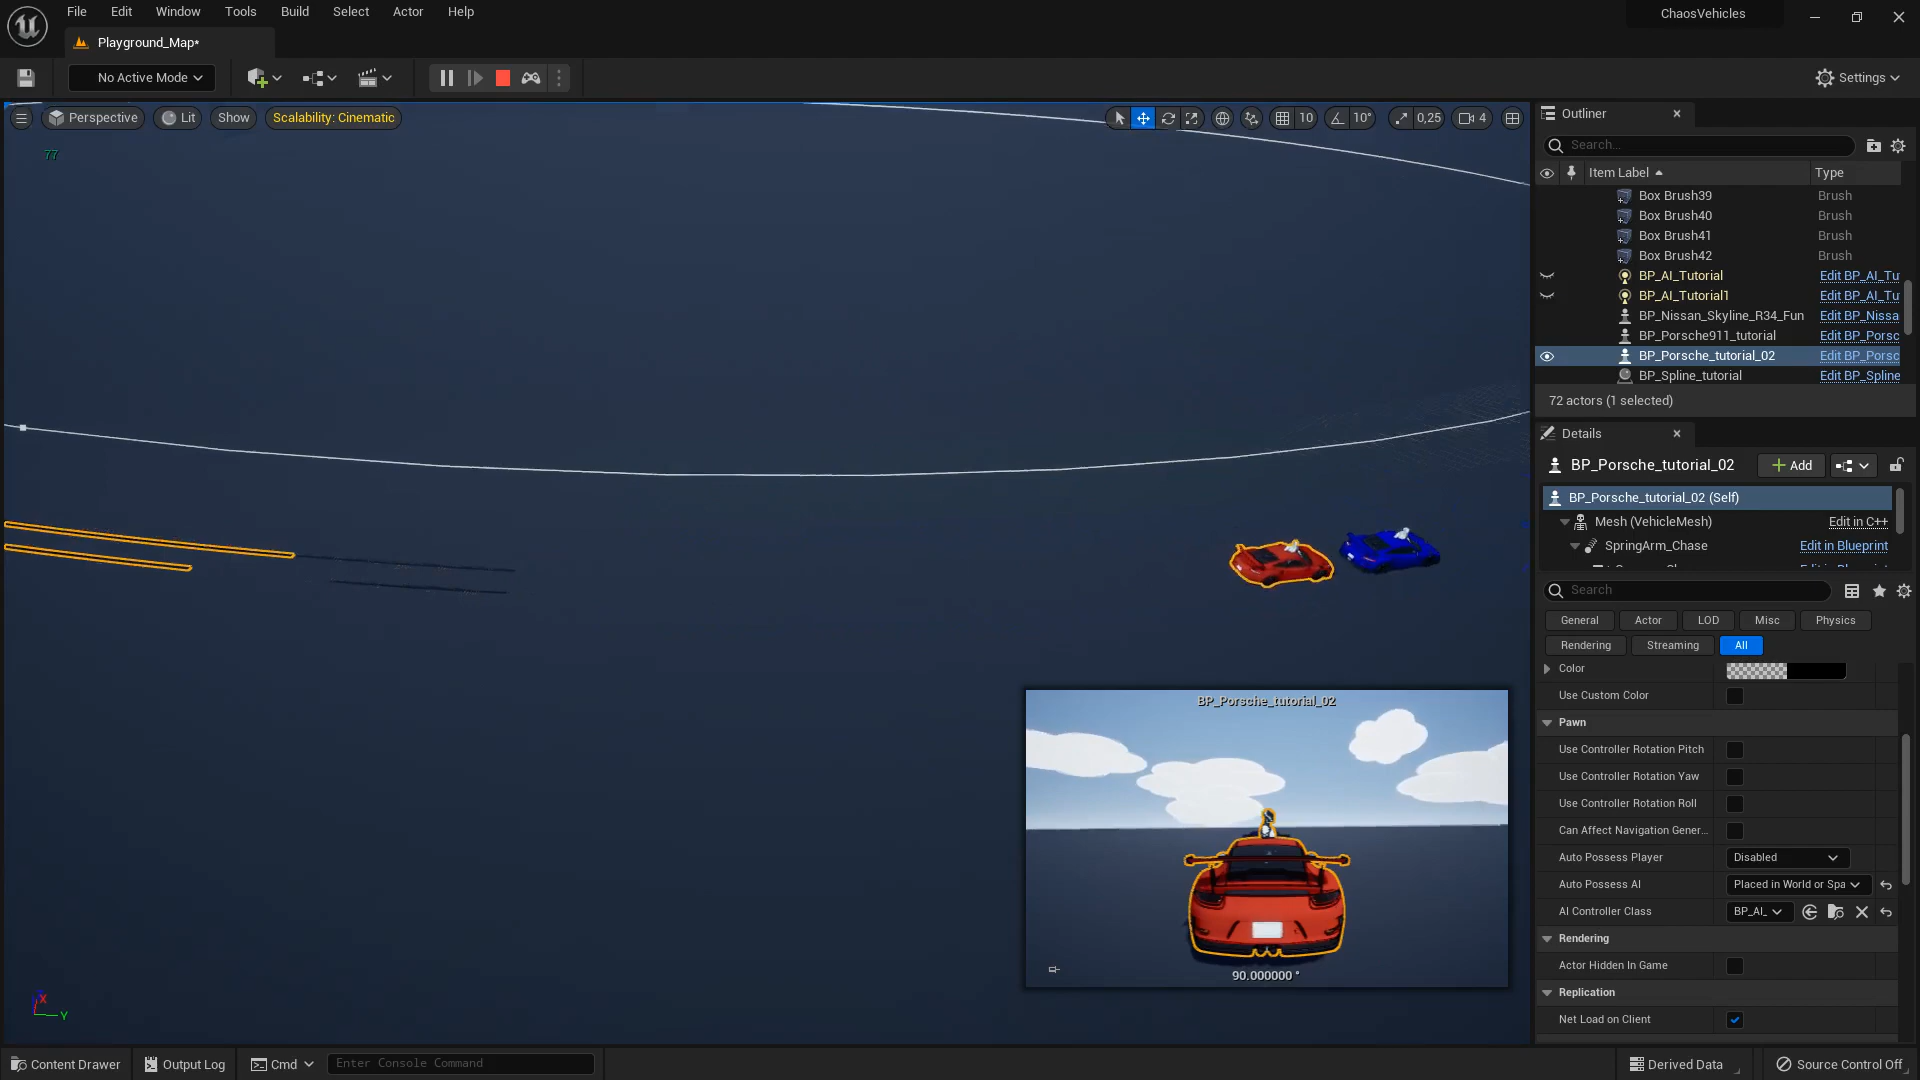 File Edit Window Tools Build Select Actor Help
ChaosVehicles
Playground_Map*
No Active Mode
Settings
Perspective Lit Show Scalability: Cinematic
10 10° 0,25 4
77
Outliner
Search...
Item Label Type
Box Brush39 Brush
Box Brush40 Brush
Box Brush41 Brush
Box Brush42 Brush
BP_AI_Tutorial Edit BP_AI_Tu
BP_AI_Tutorial1 Edit BP_AI_Tu
BP_Nissan_Skyline_R34_Fun Edit BP_Nissa
BP_Porsche911_tutorial Edit BP_Porsc
BP_Porsche_tutorial_02 Edit BP_Porsc
BP_Spline_tutorial Edit BP_Spline
72 actors (1 selected)
Details
BP_Porsche_tutorial_02 Add
BP_Porsche_tutorial_02 (Self)
Mesh (VehicleMesh) Edit in C++
SpringArm_Chase Edit in Blueprint
Search
General Actor LOD Misc Physics
Rendering Streaming All
Color
Use Custom Color
Pawn
Use Controller Rotation Pitch
Use Controller Rotation Yaw
Use Controller Rotation Roll
Can Affect Navigation Gener...
Auto Possess Player Disabled
Auto Possess AI Placed in World or Spa
AI Controller Class BP_AI_
Rendering
Actor Hidden In Game
Replication
Net Load on Client
BP_Porsche_tutorial_02
90.000000 °
X
Y
Content Drawer Output Log Cmd Enter Console Command
Derived Data Source Control Off